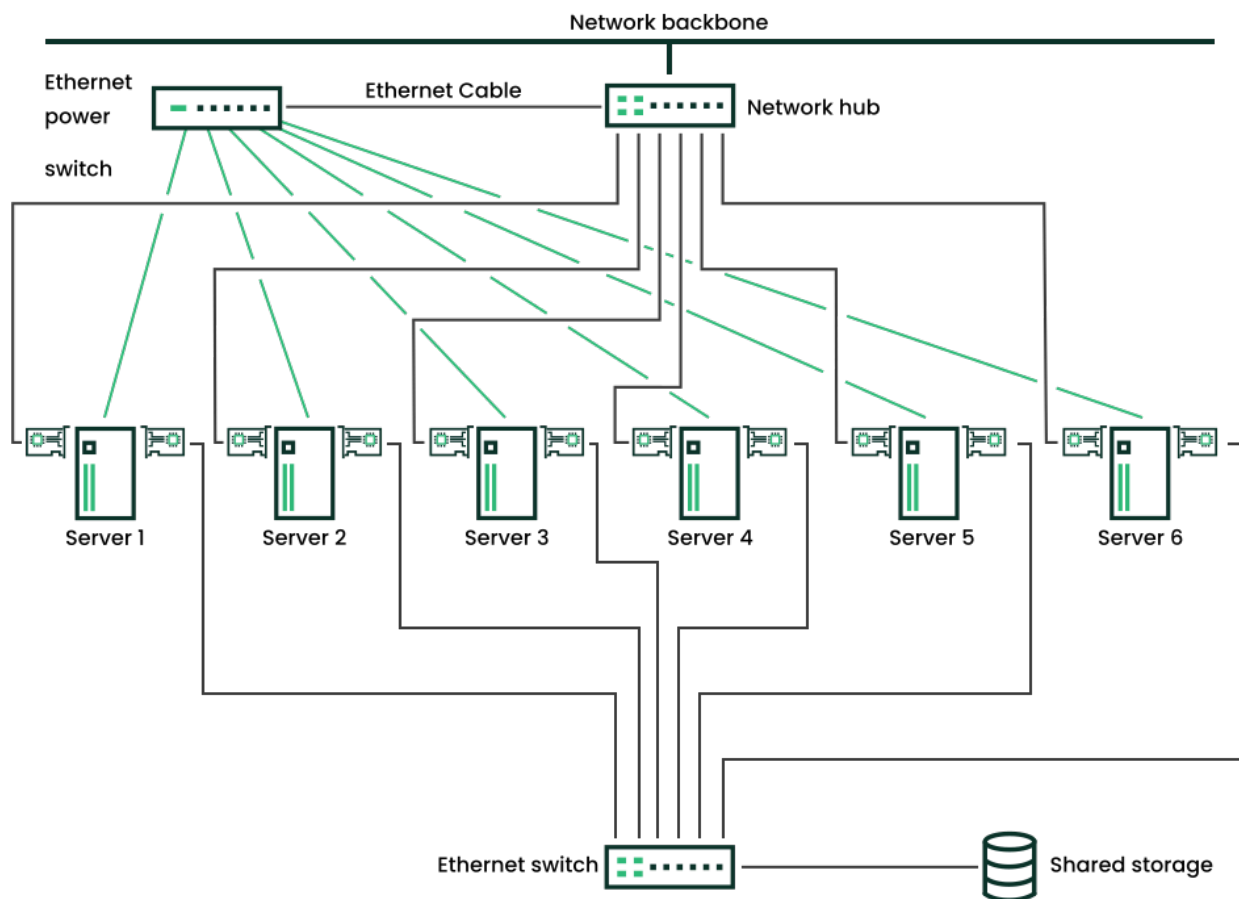 Network backbone
Ethernet
power
switch
Ethernet Cable
Network hub
Server 1
Server 2
Server 3
Server 4
Server 5
Server 6
Ethernet switch
Shared storage